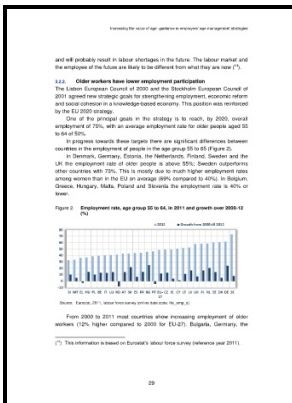 Increasing the value of age: guidance in employers' age management strategies
and will probably result in labour shortages in the future. The labour market and
the employee of the future are likely to be different from what they are now (¹⁴).
2.2.2. Older workers have lower employment participation
The Lisbon European Council of 2000 and the Stockholm European Council of
2001 agreed new strategic goals for strengthening employment, economic reform
and social cohesion in a knowledge-based economy. This position was reinforced
by the EU 2020 strategy.
One of the principal goals in the strategy is to reach, by 2020, overall
employment of 75%, with an average employment rate for older people aged 55
to 64 of 50%.
In progress towards these targets there are significant differences between
countries in the employment of people in the age group 55 to 65 (Figure 2).
In Denmark, Germany, Estonia, the Netherlands, Finland, Sweden and the
UK the employment rate of older people is above 55%; Sweden outperforms
other countries with 73%. This is mostly due to much higher employment rates
among women than in the EU on average (69% compared to 40%). In Belgium,
Greece, Hungary, Malta, Poland and Slovenia the employment rate is 40% or
lower.
Figure 2 Employment rate, age group 55 to 64, in 2011 and growth over 2000-12
(%)
Source: Eurostat, 2011, labour force survey
From 2000 to 2011 most countries show increasing employment of older
workers (12% higher compared to 2000 for EU-27). Bulgaria, Germany, the
(¹⁴) This information is based on Eurostat's labour force survey (reference year 2011).
29